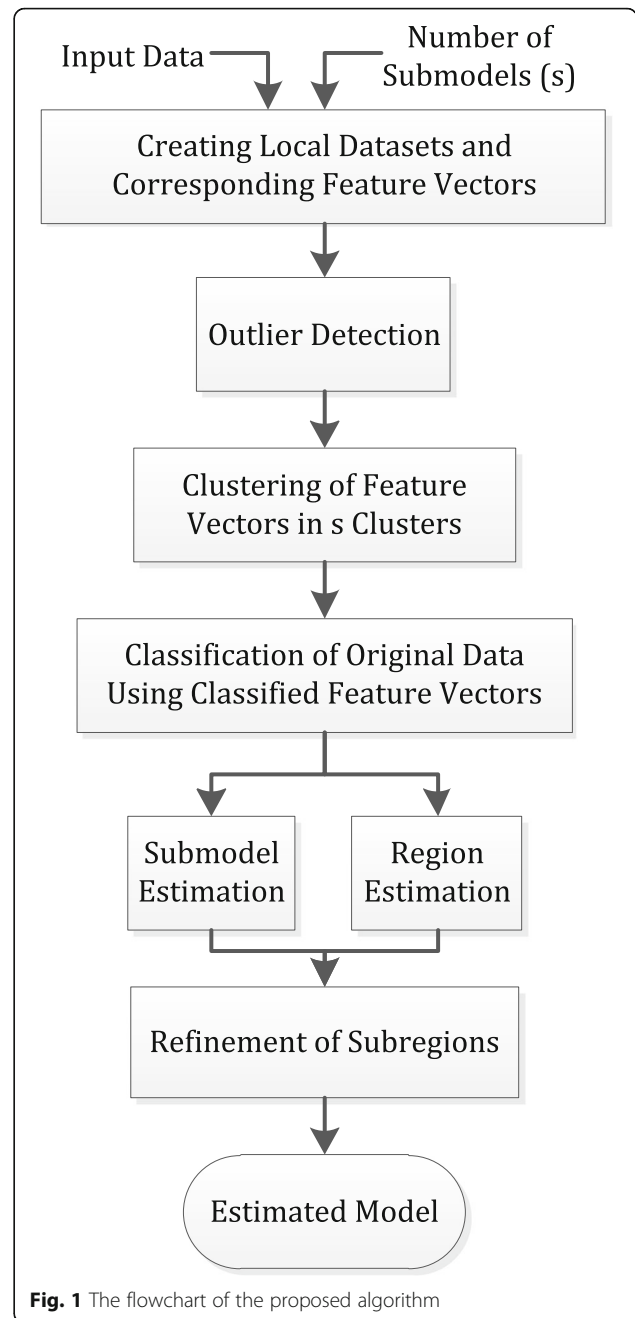 Input Data
Number of
Submodels (s)
Creating Local Datasets and
Corresponding Feature Vectors
Outlier Detection
Clustering of Feature
Vectors in s Clusters
Classification of Original Data
Using Classified Feature Vectors
Submodel
Estimation
Region
Estimation
Refinement of Subregions
Estimated Model
Fig. 1 The flowchart of the proposed algorithm